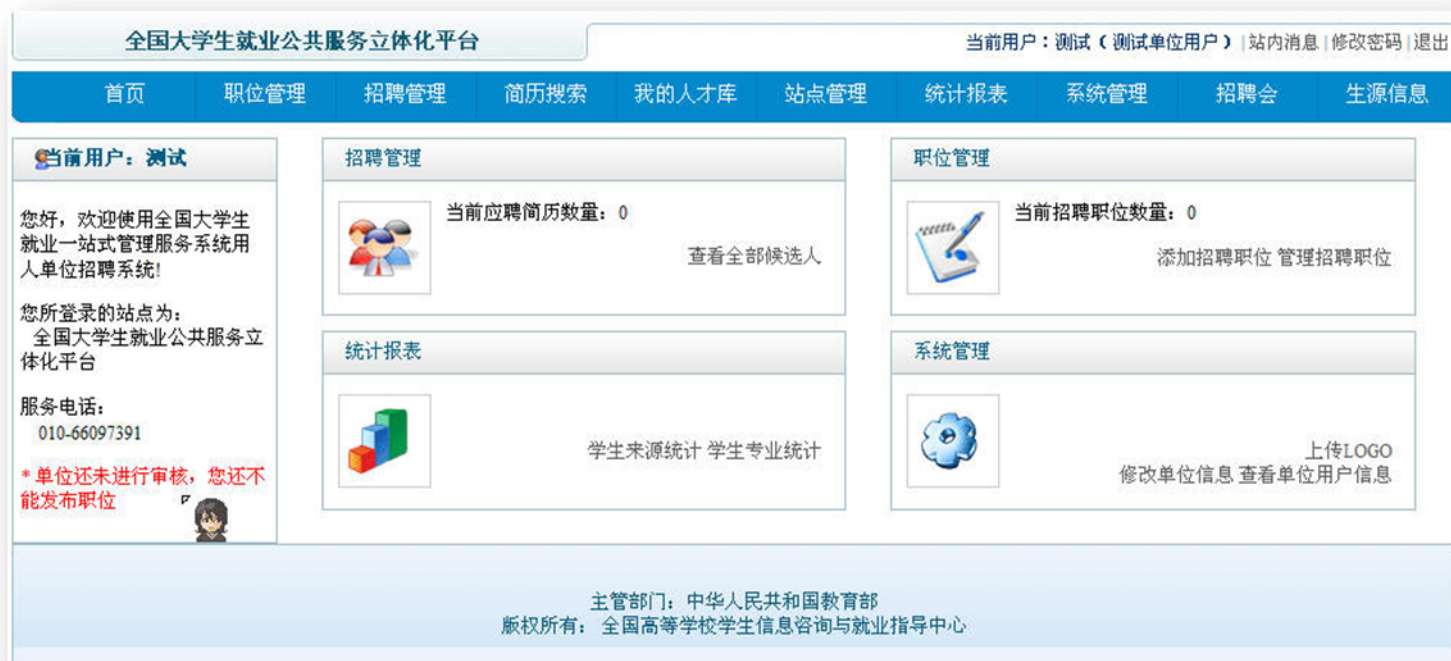 全国大学生就业公共服务立体化平台
当前用户：测试（测试单位用户）|站内消息|修改密码|退出
首页 职位管理 招聘管理 简历搜索 我的人才库 站点管理 统计报表 系统管理 招聘会 生源信息
当前用户：测试
您好，欢迎使用全国大学生
就业一站式管理服务系统用
人单位招聘系统!
您所登录的站点为：
全国大学生就业公共服务立
体化平台
服务电话：
010-66097391
* 单位还未进行审核，您还不
能发布职位
招聘管理
当前应聘简历数量：0
查看全部候选人
职位管理
当前招聘职位数量：0
添加招聘职位 管理招聘职位
统计报表
学生来源统计 学生专业统计
系统管理
上传LOGO
修改单位信息 查看单位用户信息
主管部门：中华人民共和国教育部
版权所有： 全国高等学校学生信息咨询与就业指导中心